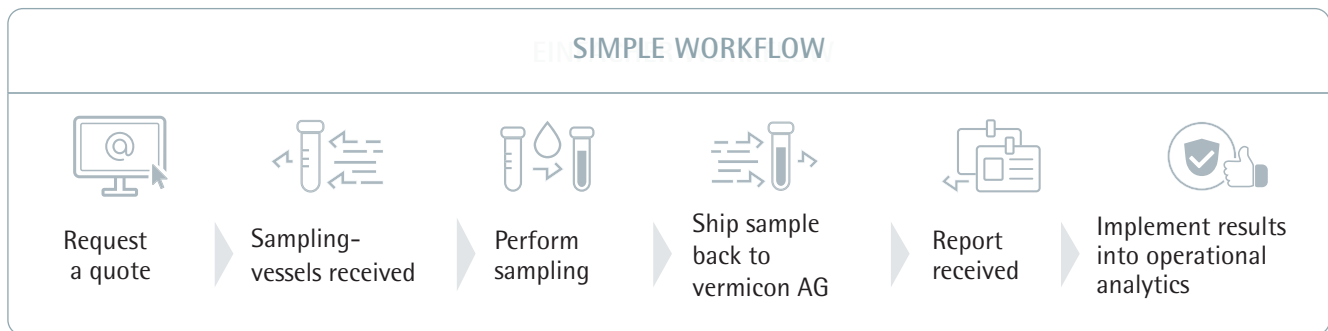 SIMPLE WORKFLOW
@
Request
a quote
Sampling-
vessels received
Perform
sampling
Ship sample
back to
vermicon AG
Report
received
Implement results
into operational
analytics